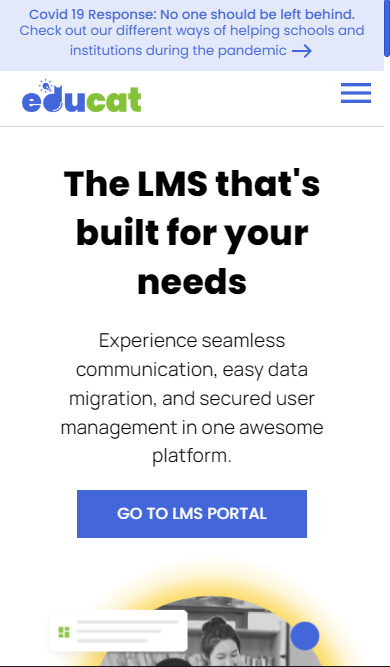 Covid 19 Response: No one should be left behind.
Check out our different ways of helping schools and
institutions during the pandemic
educat
The LMS that's
built for your
needs
Experience seamless
communication, easy data
migration, and secured user
management in one awesome
platform.
GO TO LMS PORTAL